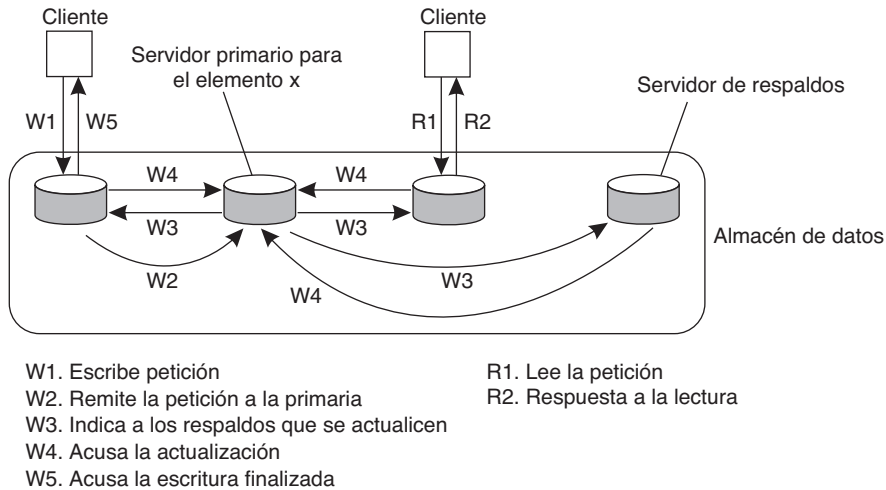 Cliente
Cliente
Servidor primario para
el elemento x
Servidor de respaldos
W1
W5
R1
R2
W4
W4
W3
W3
Almacén de datos
W2
W3
W4
W1. Escribe petición
W2. Remite la petición a la primaria
W3. Indica a los respaldos que se actualicen
W4. Acusa la actualización
W5. Acusa la escritura finalizada
R1. Lee la petición
R2. Respuesta a la lectura